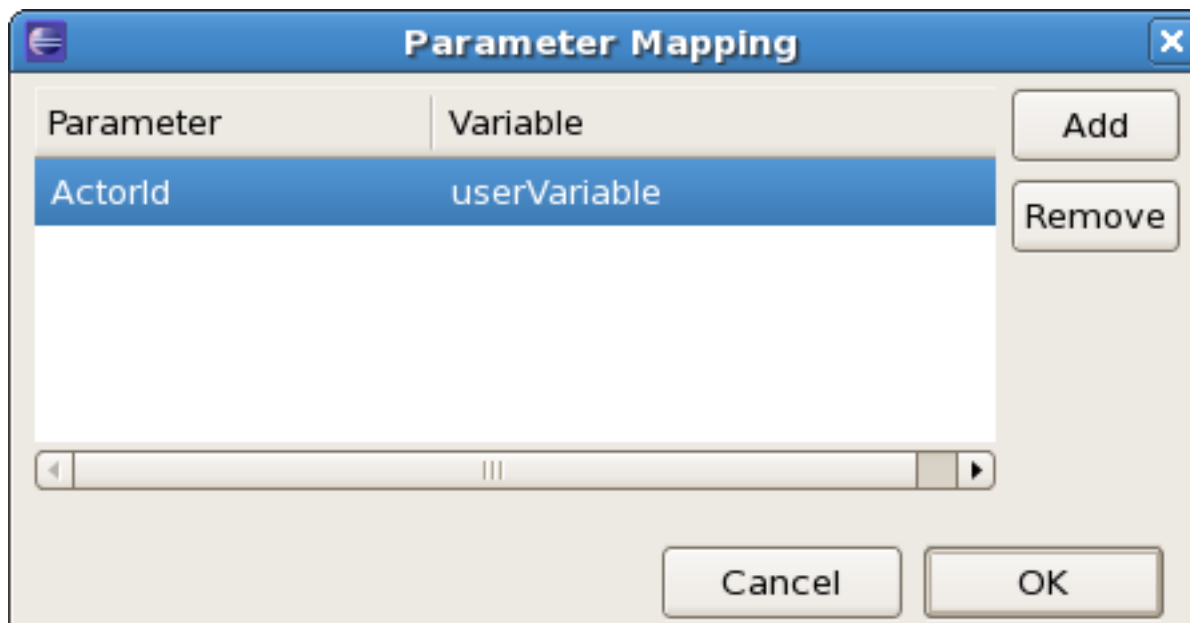 Parameter Mapping
Parameter Variable Add
ActorId userVariable
Remove
Cancel OK